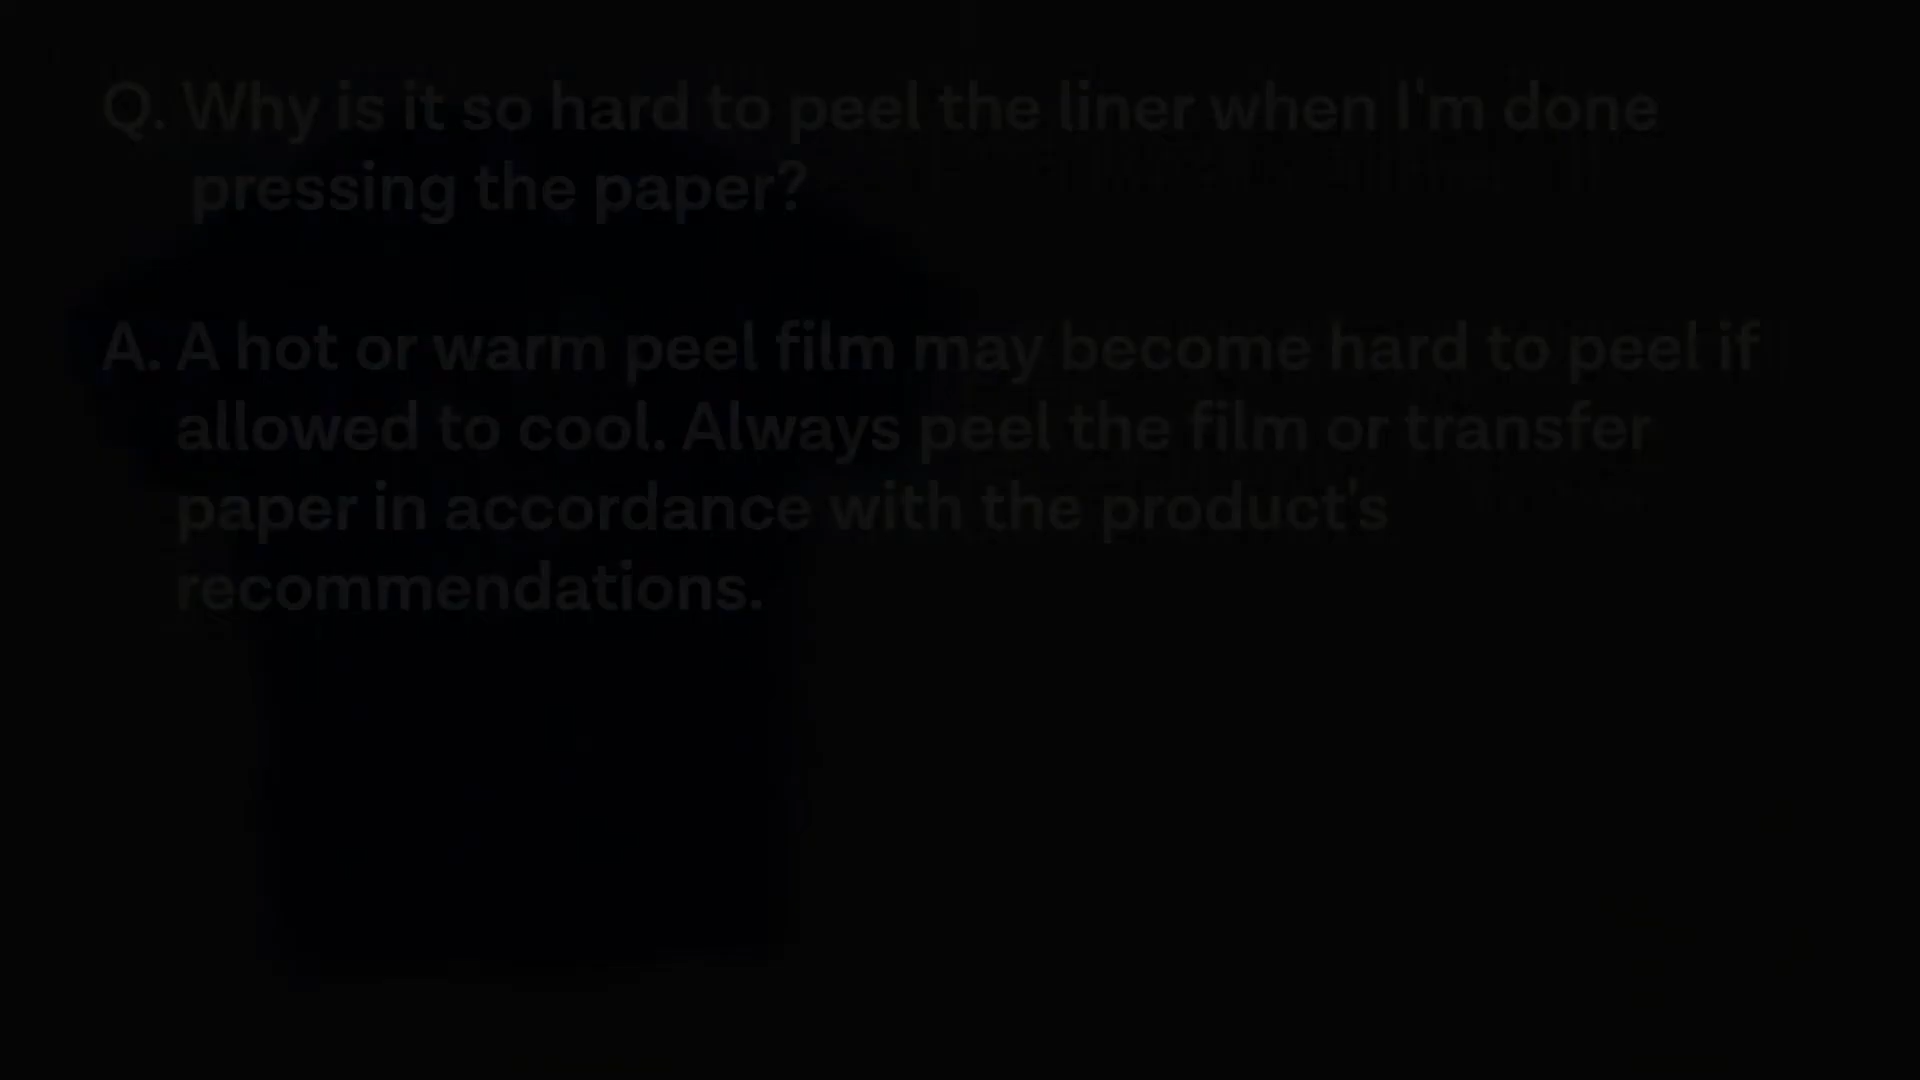 Q. Why is it so hard to peel the liner when I'm done
pressing the paper?
A. A hot or warm peel film may become hard to peel if
allowed to cool. Always peel the film or transfer
paper in accordance with the product's
recommendations.